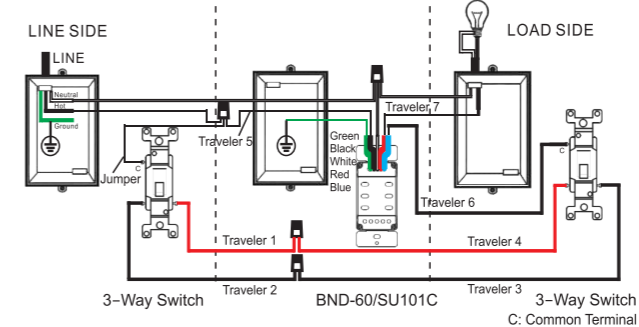 LINE SIDE
LOAD SIDE
LINE
Neutral
Hot
Ground
Traveler 7
Traveler 5
Green
Black
White
Red
Blue
C
C
Jumper
Traveler 6
Traveler 1
Traveler 4
Traveler 2
Traveler 3
3-Way Switch
BND-60/SU101C
3-Way Switch
C: Common Terminal